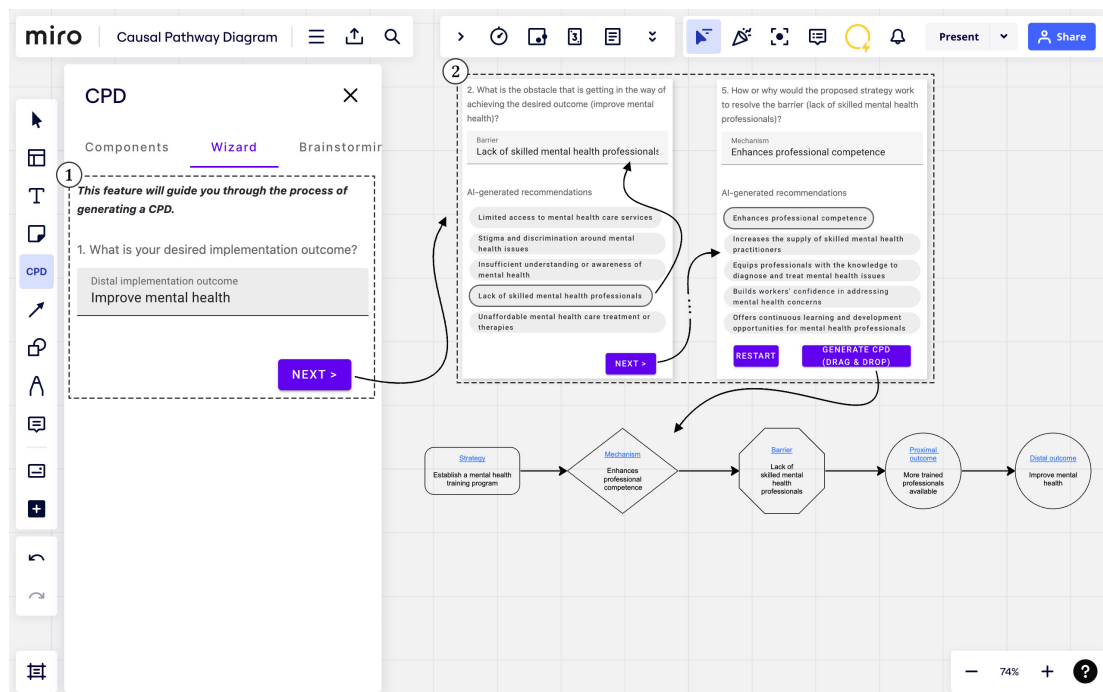 miro
Causal Pathway Diagram
3
Present
Share
CPD
Components
Wizard
Brainstormin
1
This feature will guide you through the process of
generating a CPD.
1. What is your desired implementation outcome?
Distal implementation outcome
Improve mental health
NEXT >
T
CPD
2
2. What is the obstacle that is getting in the way of
achieving the desired outcome (improve mental
health)?
Barrier
Lack of skilled mental health professionals
AI-generated recommendations
Limited access to mental health care services
Stigma and discrimination around mental
health issues
Insufficient understanding or awareness of
mental health
Lack of skilled mental health professionals
Unaffordable mental health care treatment or
therapies
NEXT >
5. How or why would the proposed strategy work
to resolve the barrier (lack of skilled mental health
professionals)?
Mechanism
Enhances professional competence
AI-generated recommendations
Enhances professional competence
Increases the supply of skilled mental health
practitioners
Equips professionals with the knowledge to
diagnose and treat mental health issues
Builds workers' confidence in addressing
mental health concerns
Offers continuous learning and development
opportunities for mental health professionals
RESTART
GENERATE CPD
(DRAG & DROP)
Strategy
Establish a mental health
training program
Mechanism
Enhances
professional
competence
Barrier
Lack of
skilled mental
health
professionals
Proximal
outcome
More trained
professionals
available
Distal outcome
Improve mental
health
74%
?